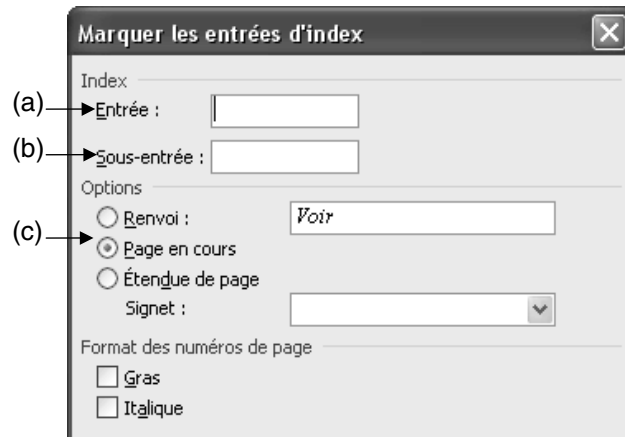 Marquer les entrées d'index
Index
(a) Entrée :
(b) Sous-entrée :
Options
Renvoi : Voir
(c) Page en cours
Étendue de page
Signet :
Format des numéros de page
Gras
Italique